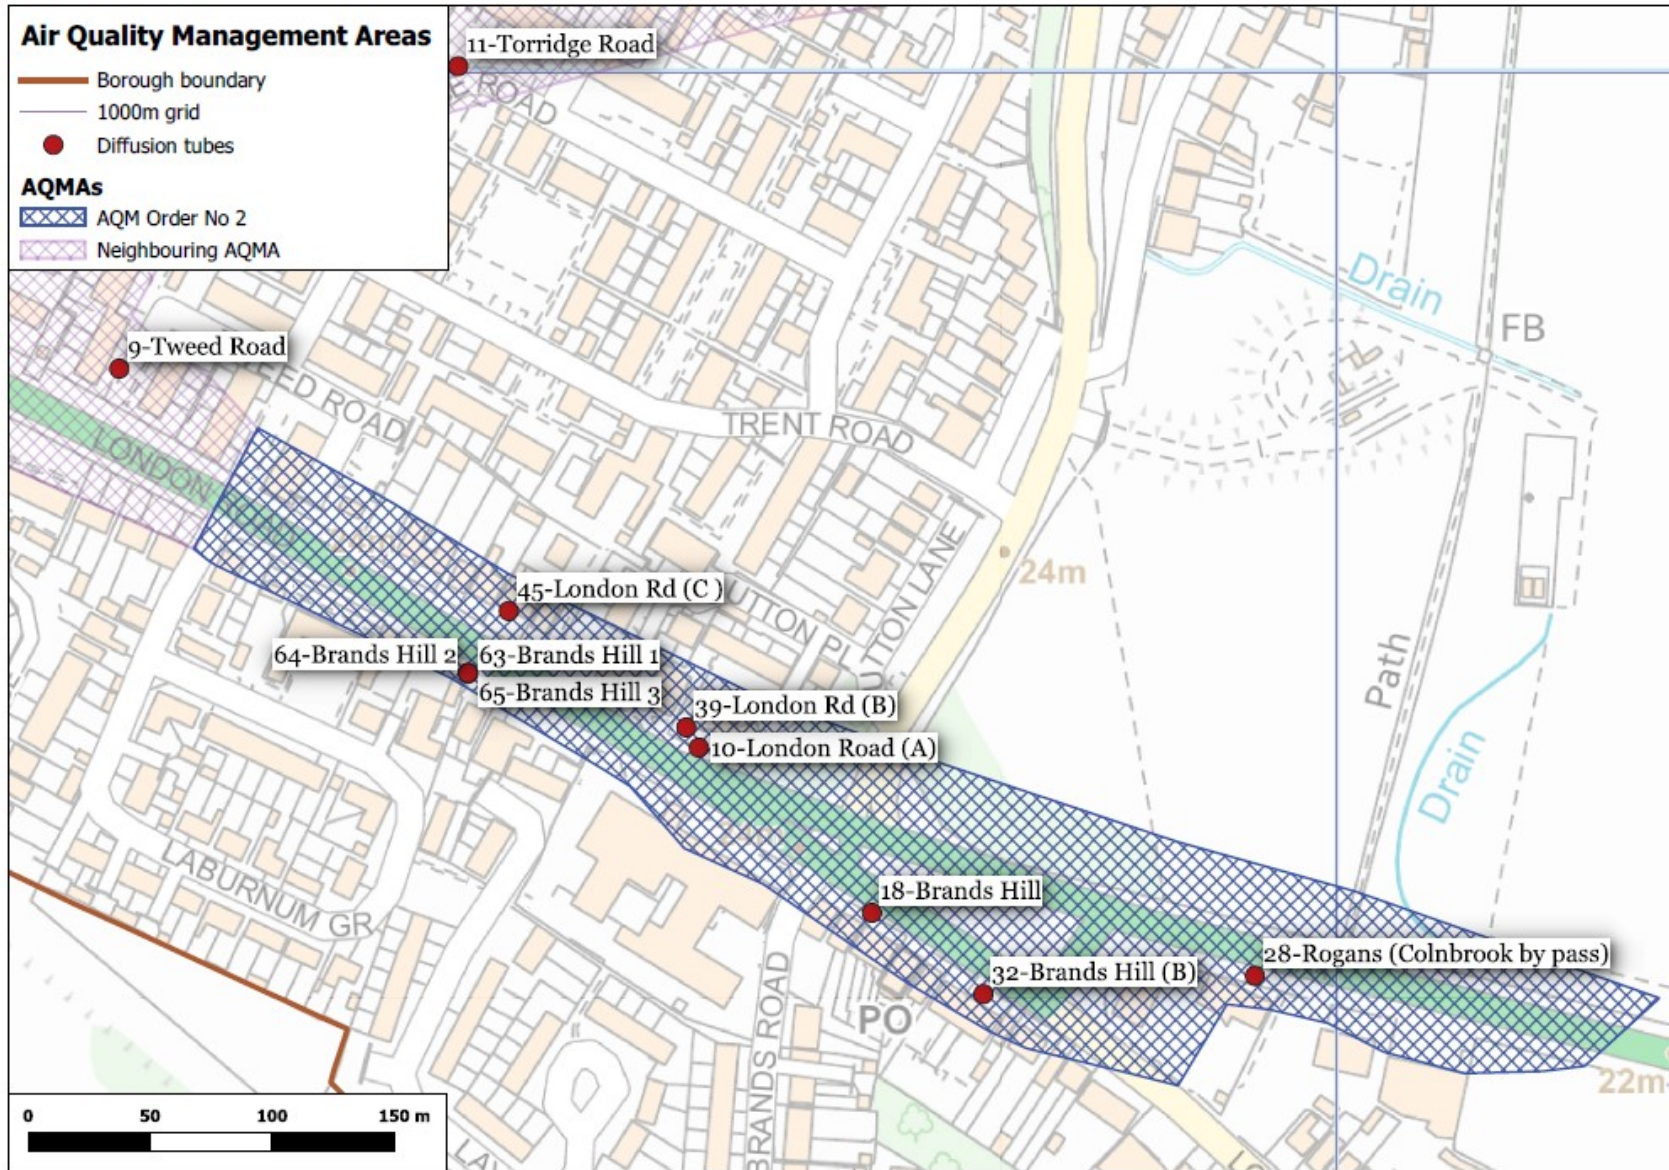 Air Quality Management Areas
Borough boundary
1000m grid
Diffusion tubes
AQMAs
AQM Order No 2
Neighbouring AQMA
11-Torridge Road
ROAD
Drain
FB
9-Tweed Road
ROAD
TRENT ROAD
LONDON
24m
45-London Rd (C )
64-Brands Hill 2
63-Brands Hill 1
65-Brands Hill 3
39-London Rd (B)
10-London Road (A)
Path
Drain
LABURNUM GR
18-Brands Hill
28-Rogans (Colnbrook by pass)
32-Brands Hill (B)
PO
BRANDS ROAD
22m
0 50 100 150 m